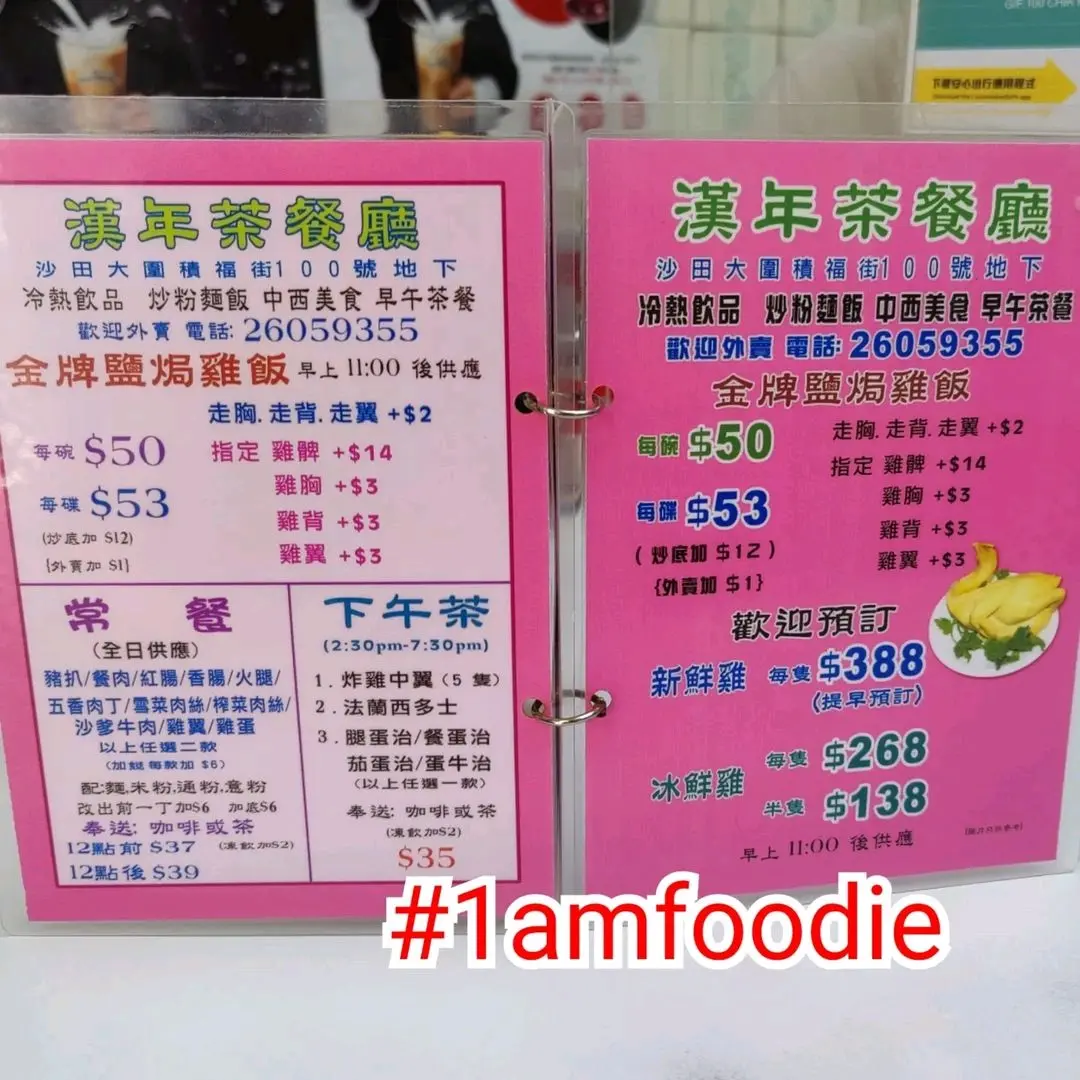 下載安心出行應用程式
漢年茶餐廳
沙田大圍積福街100號地下
冷熱飲品 炒粉麵飯 中西美食 早午茶餐
歡迎外賣 電話: 26059355
金牌鹽焗雞飯 早上 11:00 後供應
走胸. 走背. 走翼 +$2
每碗 $50
指定 雞髀 +$14
雞胸 +$3
每碟 $53
雞背 +$3
(炒底加 $12)
雞翼 +$3
{外賣加 $1}
常餐
(全日供應)
豬扒/餐肉/紅腸/香腸/火腿/
五香肉丁/雪菜肉絲/榨菜肉絲/
沙爹牛肉/雞翼/雞蛋
以上任選二款
(加餸每款加 $6)
配:麵,米粉,通粉,意粉
改出前一丁加$6 加底$6
奉送: 咖啡或茶
12點前 $37 (凍飲加$2)
12點後 $39
下午茶
(2:30pm-7:30pm)
1. 炸雞中翼 (5 隻)
2. 法蘭西多士
3. 腿蛋治/餐蛋治
茄蛋治/蛋牛治
(以上任選一款)
奉送: 咖啡或茶
(凍飲加$2)
$35
漢年茶餐廳
沙田大圍積福街100號地下
冷熱飲品 炒粉麵飯 中西美食 早午茶餐
歡迎外賣 電話: 26059355
金牌鹽焗雞飯
每碗 $50
走胸. 走背. 走翼 +$2
指定 雞髀 +$14
雞胸 +$3
每碟 $53
雞背 +$3
(炒底加 $12)
雞翼 +$3
{外賣加 $1}
歡迎預訂
新鮮雞 每隻 $388
(提早預訂)
冰鮮雞 每隻 $268
半隻 $138
早上 11:00 後供應
(圖片只供參考)
#1amfoodie